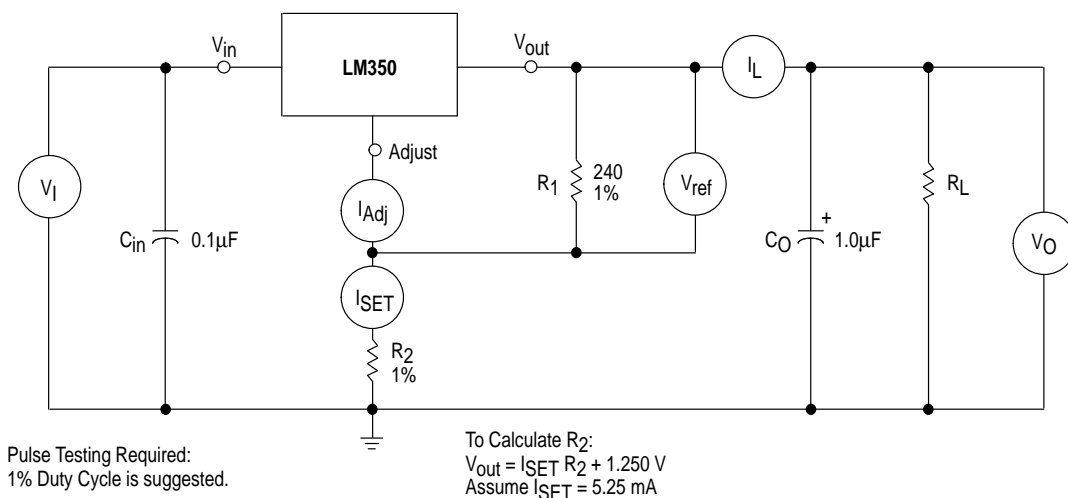 Vin
LM350
Vout
IL
Adjust
VI
R1
240
1%
Vref
RL
IAdj
Cin
0.1µF
CO
+
1.0µF
VO
ISET
R2
1%
Pulse Testing Required:
1% Duty Cycle is suggested.
To Calculate R2:
Vout = ISET R2 + 1.250 V
Assume ISET = 5.25 mA